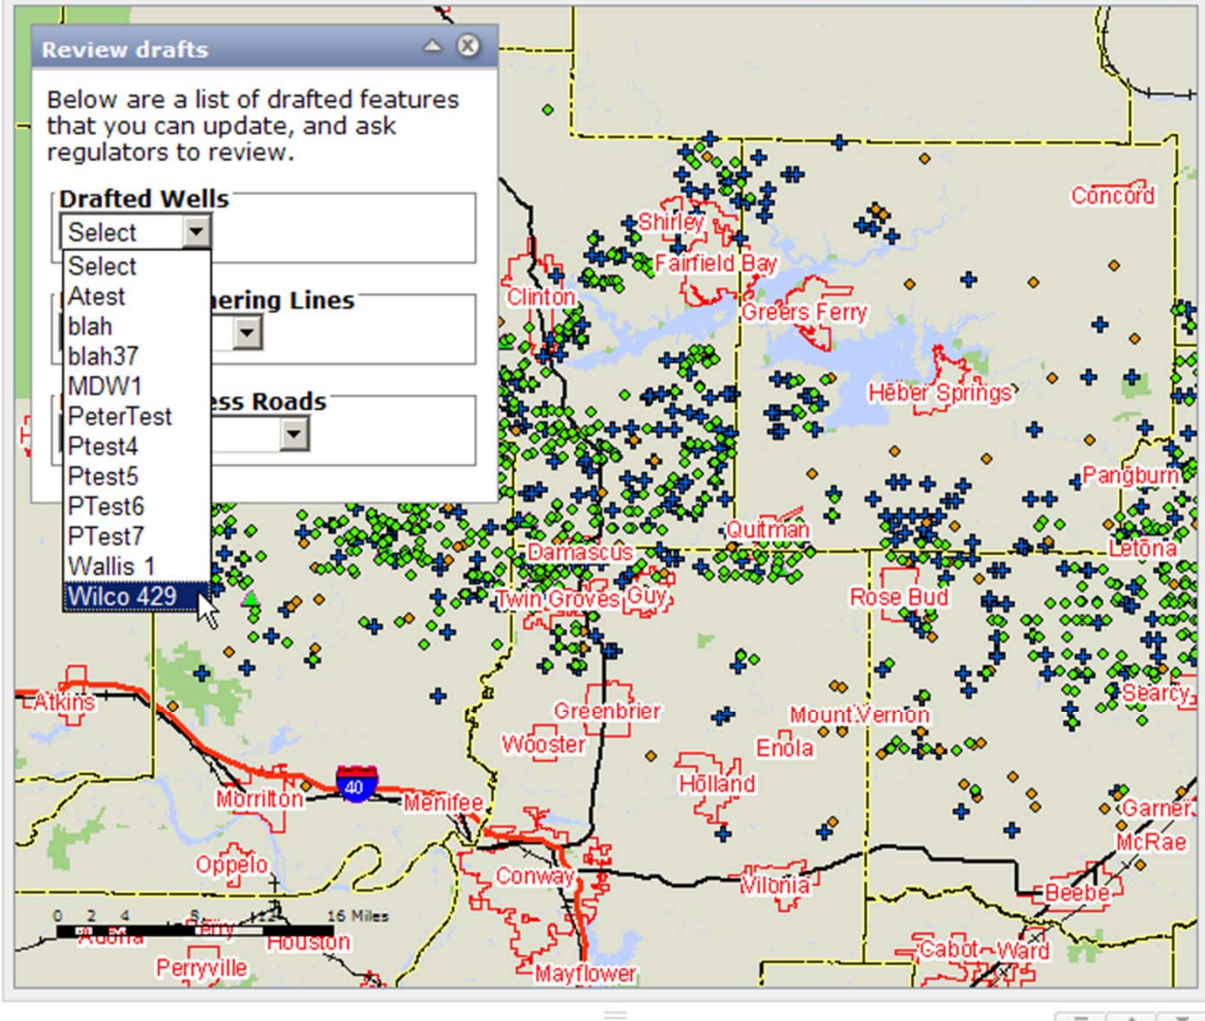 Review drafts
Below are a list of drafted features
that you can update, and ask
regulators to review.
Drafted Wells
Select
Select
Atest
blah
blah37
MDW1
PeterTest
Ptest4
Ptest5
PTest6
PTest7
Wallis 1
Wilco 429
hering Lines
ess Roads
Concord
Shirley
Fairfield Bay
Clinton
Greers Ferry
Heber Springs
Pangburn
Quitman
Damascus
Letona
Twin Groves
Guy
Rose Bud
Searcy
Atkins
Greenbrier
Mount Vernon
Wooster
Enola
Holland
40
Morrilton
Menifee
Garner
McRae
Oppelo
Conway
Vilonia
Beebe
0 2 4 8 12 16 Miles
Adona
Perry
Houston
Cabot
Ward
Perryville
Mayflower